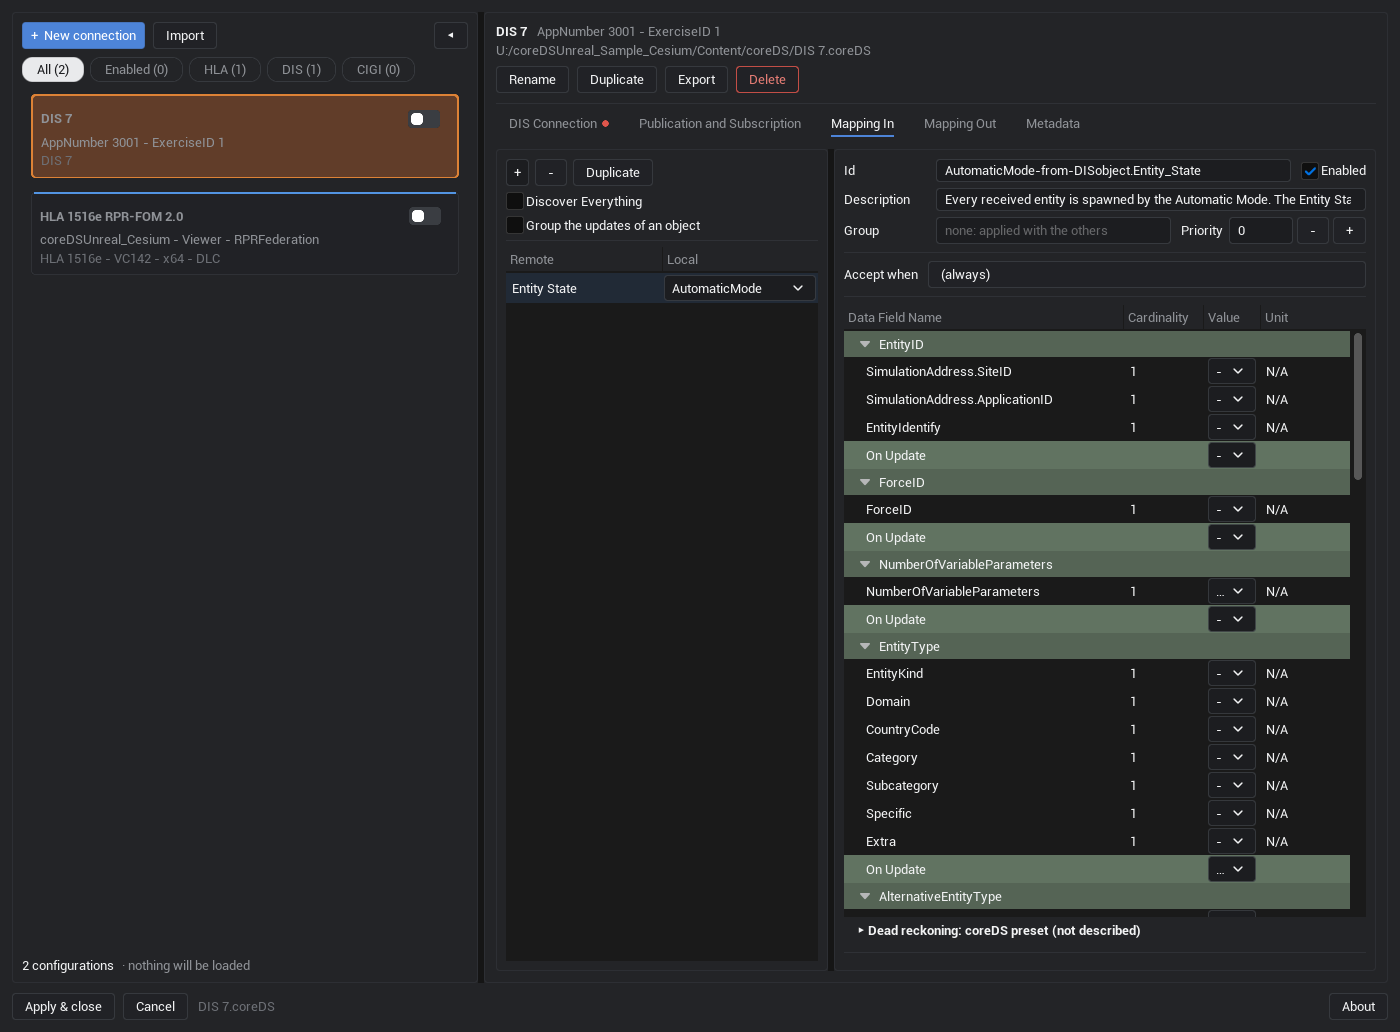 + New connection
Import
All (2)
Enabled (0)
HLA (1)
DIS (1)
CIGI (0)
DIS 7
AppNumber 3001 - ExerciseID 1
DIS 7
HLA 1516e RPR-FOM 2.0
coreDSUnreal_Cesium - Viewer - RPRFederation
HLA 1516e - VC142 - x64 - DLC
2 configurations · nothing will be loaded
DIS 7 AppNumber 3001 - ExerciseID 1
U:/coreDSUnreal_Sample_Cesium/Content/coreDS/DIS 7.coreDS
Rename
Duplicate
Export
Delete
DIS Connection
Publication and Subscription
Mapping In
Mapping Out
Metadata
+
-
Duplicate
Discover Everything
Group the updates of an object
Remote Local
Entity State AutomaticMode
Id AutomaticMode-from-DISobject.Entity_State Enabled
Description Every received entity is spawned by the Automatic Mode. The Entity Sta
Group none: applied with the others Priority 0 - +
Accept when (always)
Data Field Name Cardinality Value Unit
EntityID
SimulationAddress.SiteID 1 - N/A
SimulationAddress.ApplicationID 1 - N/A
EntityIdentify 1 - N/A
On Update -
ForceID
ForceID 1 - N/A
On Update -
NumberOfVariableParameters
NumberOfVariableParameters 1 ... N/A
On Update -
EntityType
EntityKind 1 - N/A
Domain 1 - N/A
CountryCode 1 - N/A
Category 1 - N/A
Subcategory 1 - N/A
Specific 1 - N/A
Extra 1 - N/A
On Update ...
AlternativeEntityType
Dead reckoning: coreDS preset (not described)
Apply & close
Cancel
DIS 7.coreDS
About